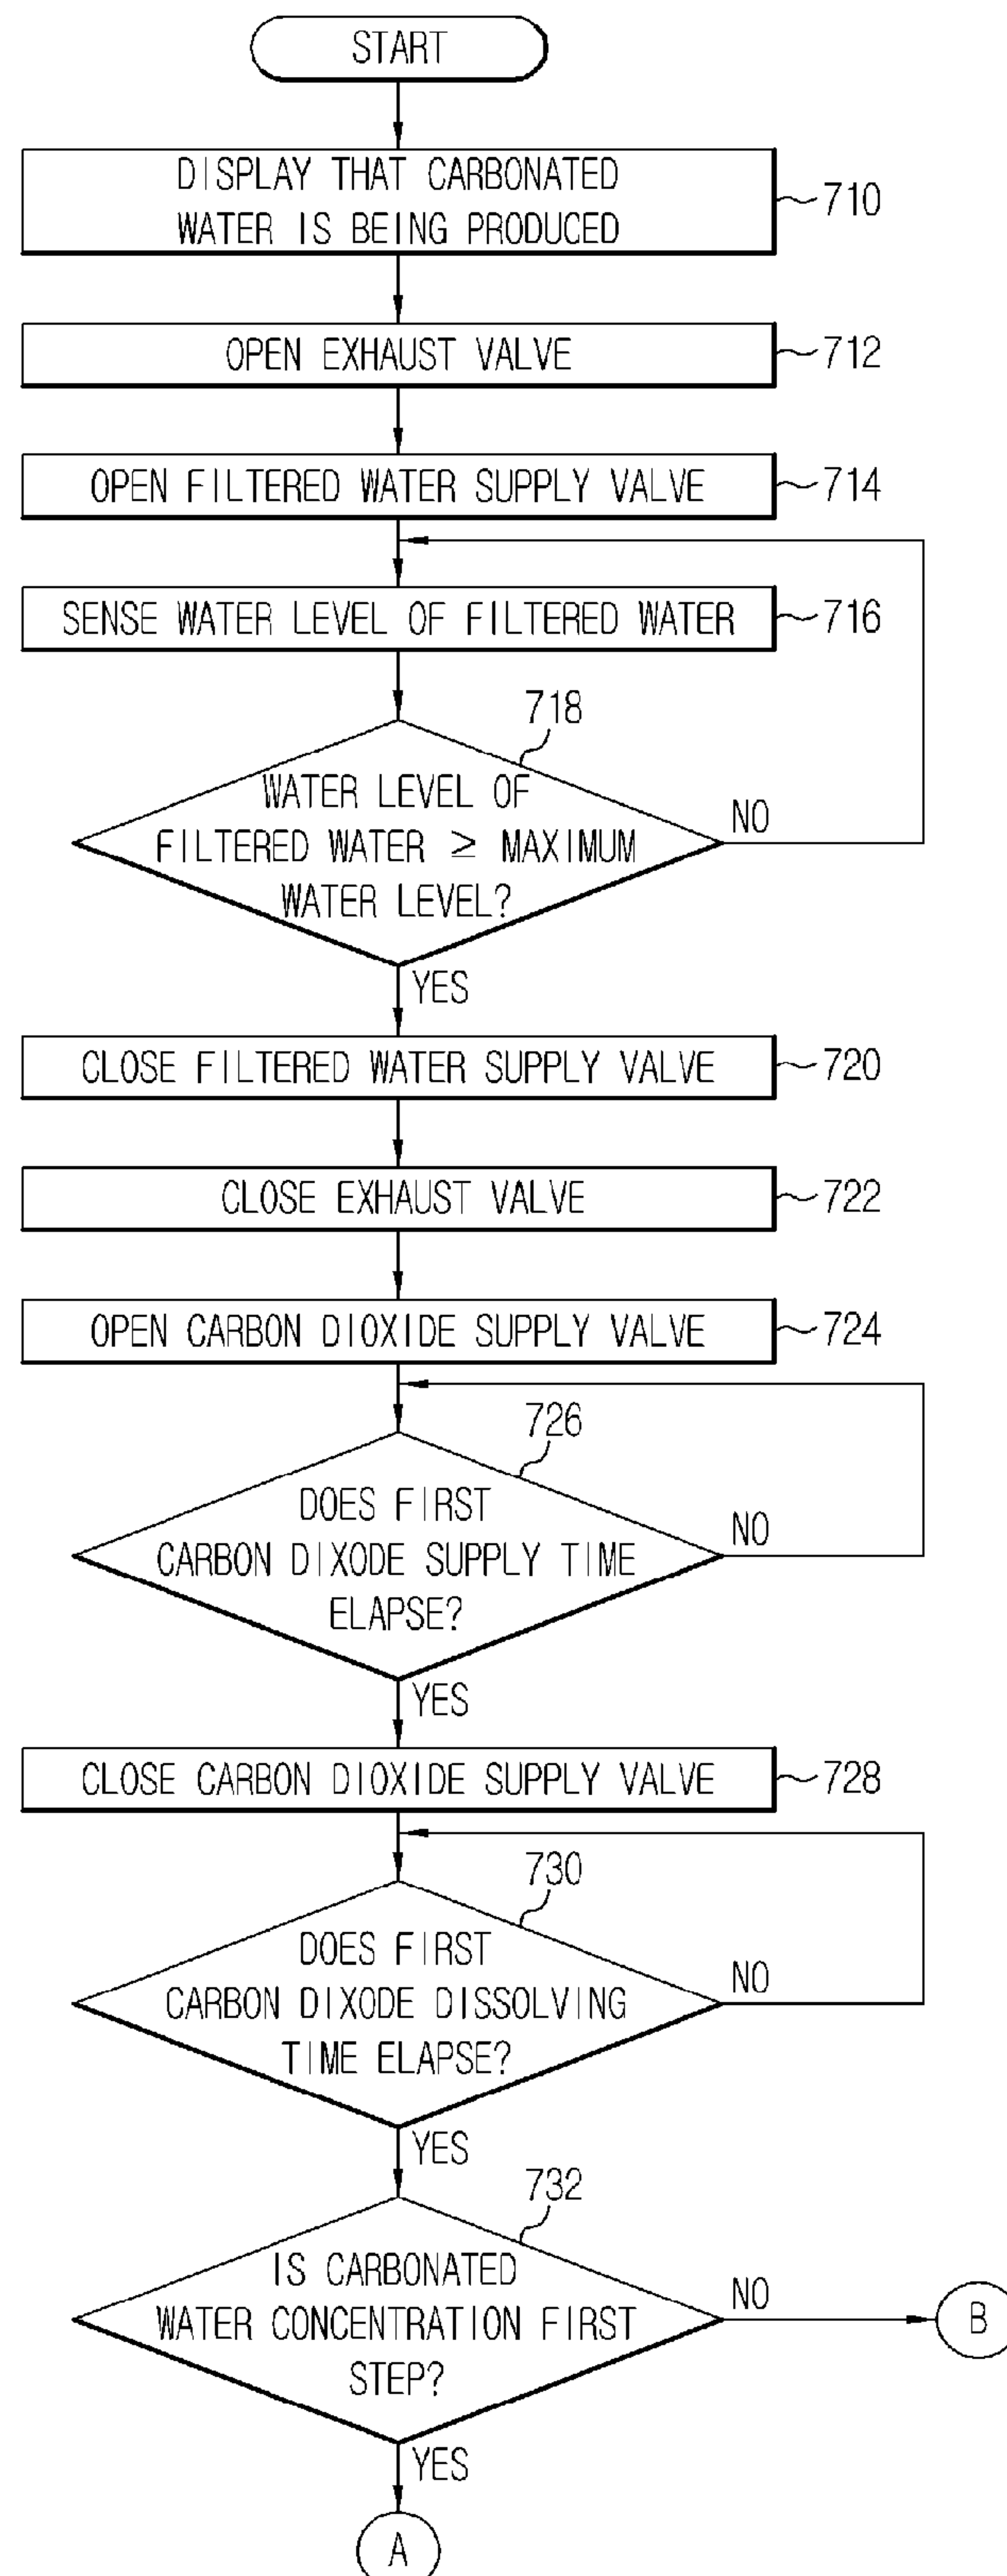 START
DISPLAY THAT CARBONATED
WATER IS BEING PRODUCED
710
OPEN EXHAUST VALVE
712
OPEN FILTERED WATER SUPPLY VALVE
714
SENSE WATER LEVEL OF FILTERED WATER
716
718
WATER LEVEL OF
FILTERED WATER ≥ MAXIMUM
WATER LEVEL?
NO
YES
CLOSE FILTERED WATER SUPPLY VALVE
720
CLOSE EXHAUST VALVE
722
OPEN CARBON DIOXIDE SUPPLY VALVE
724
726
DOES FIRST
CARBON DIXODE SUPPLY TIME
ELAPSE?
NO
YES
CLOSE CARBON DIOXIDE SUPPLY VALVE
728
730
DOES FIRST
CARBON DIXODE DISSOLVING
TIME ELAPSE?
NO
YES
732
IS CARBONATED
WATER CONCENTRATION FIRST
STEP?
NO
B
YES
A